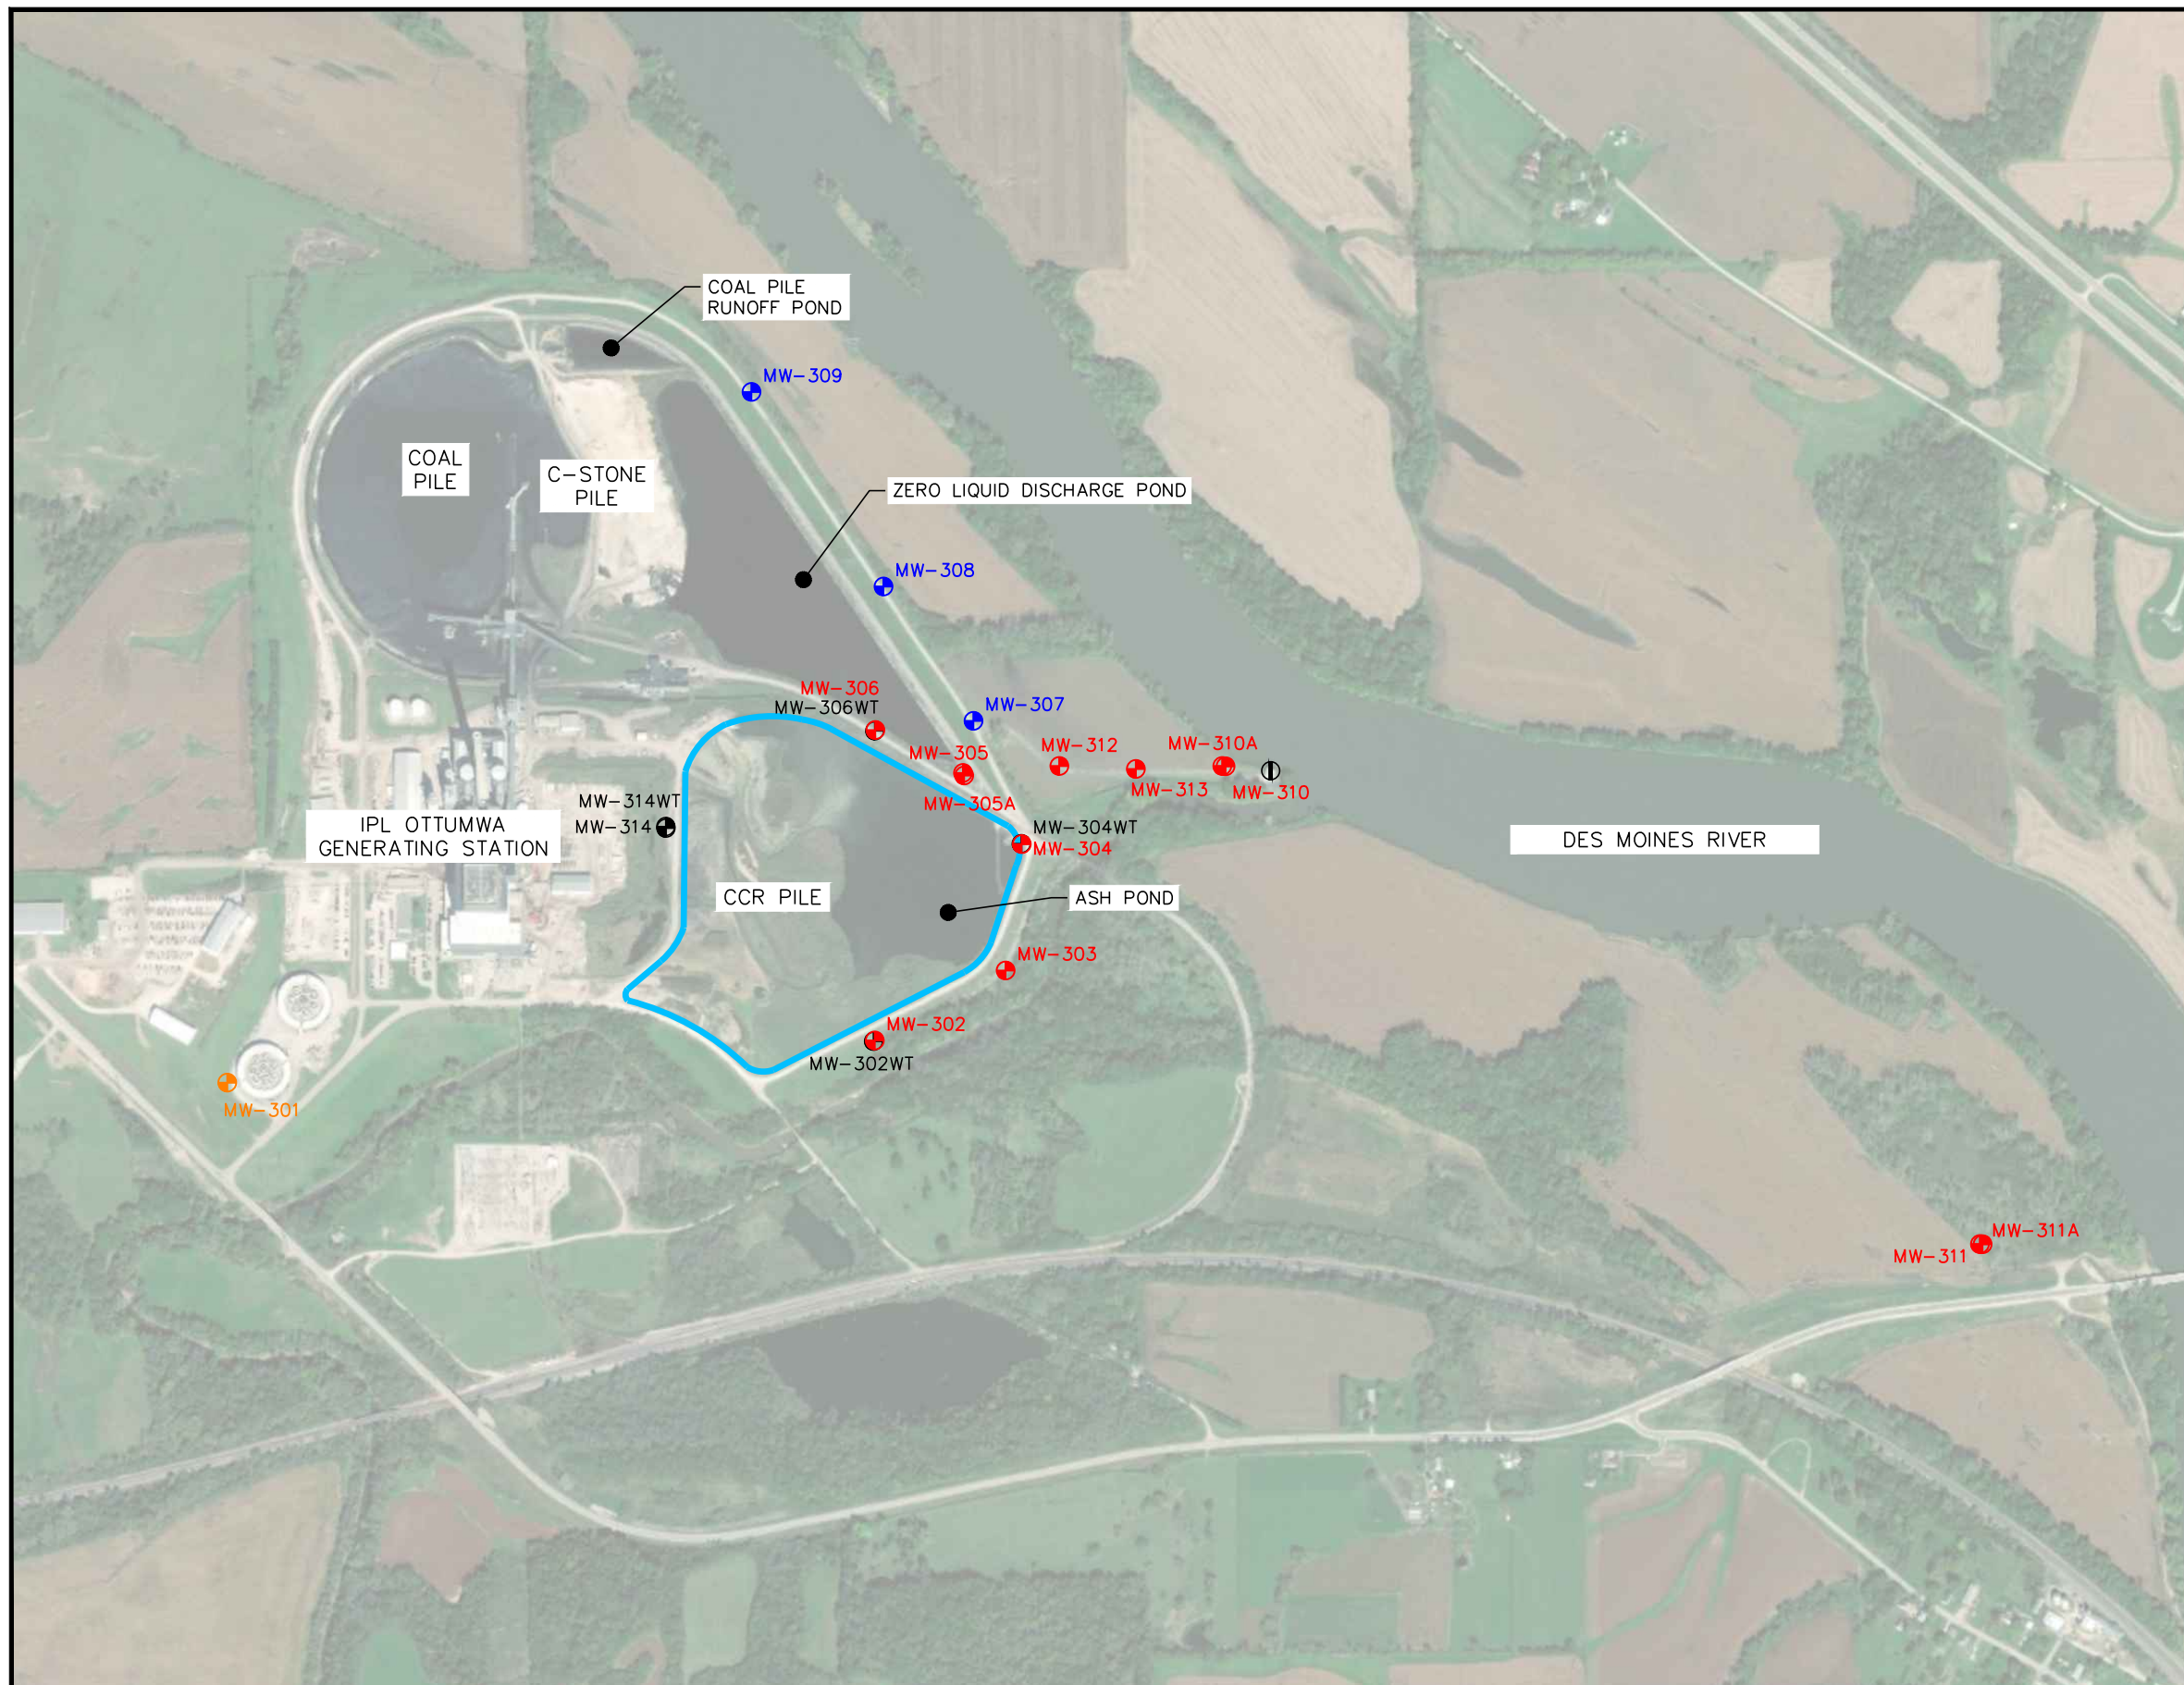 COAL PILE
RUNOFF POND
MW-309
COAL
PILE
C-STONE
PILE
ZERO LIQUID DISCHARGE POND
MW-308
MW-306
MW-306WT
MW-307
MW-305
MW-305A
MW-312
MW-310A
MW-313
MW-310
MW-314WT
MW-314
IPL OTTUMWA
GENERATING STATION
MW-304WT
MW-304
DES MOINES RIVER
CCR PILE
ASH POND
MW-303
MW-302
MW-302WT
MW-301
MW-311A
MW-311